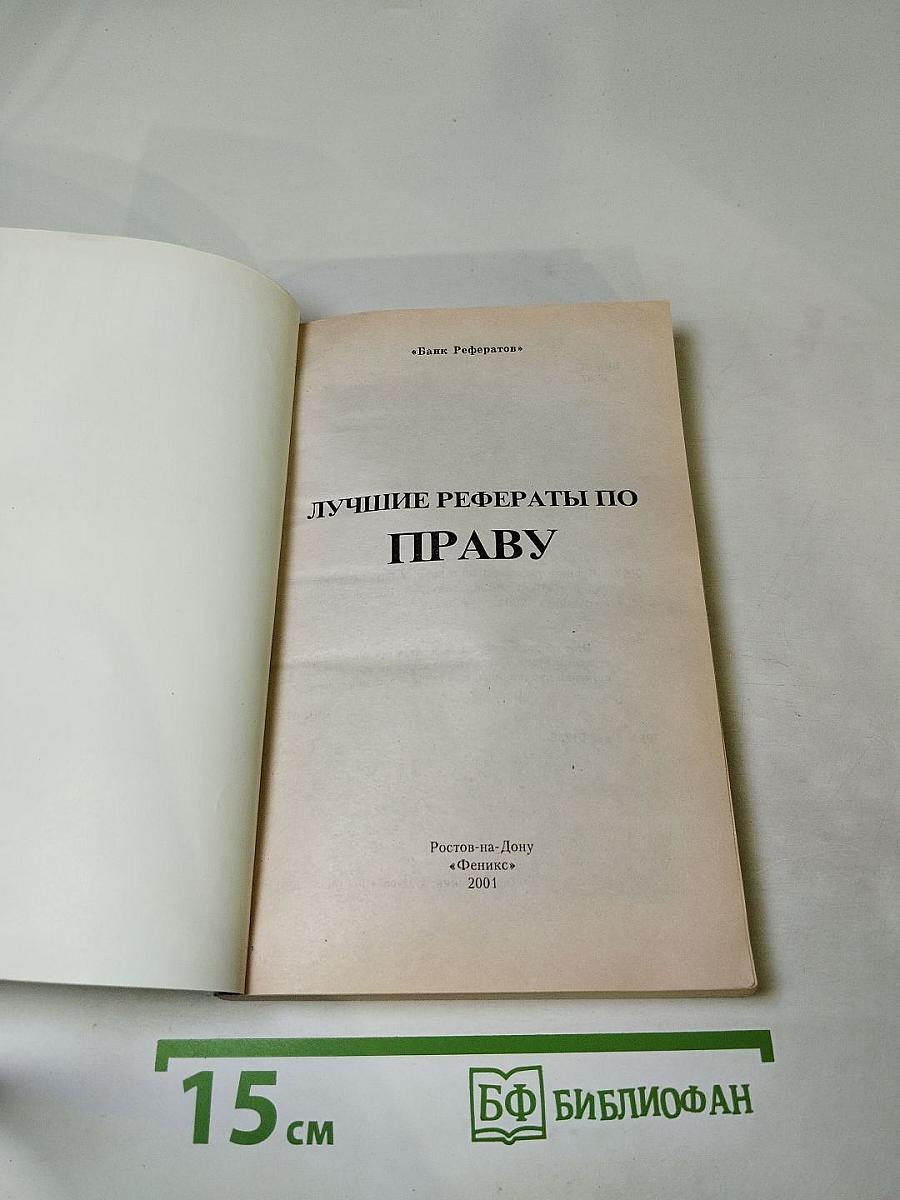 «Банк Рефератов»
ЛУЧШИЕ РЕФЕРАТЫ ПО
ПРАВУ
Ростов-на-Дону
«Феникс»
2001
15 см
БФ БИБЛИОФАН